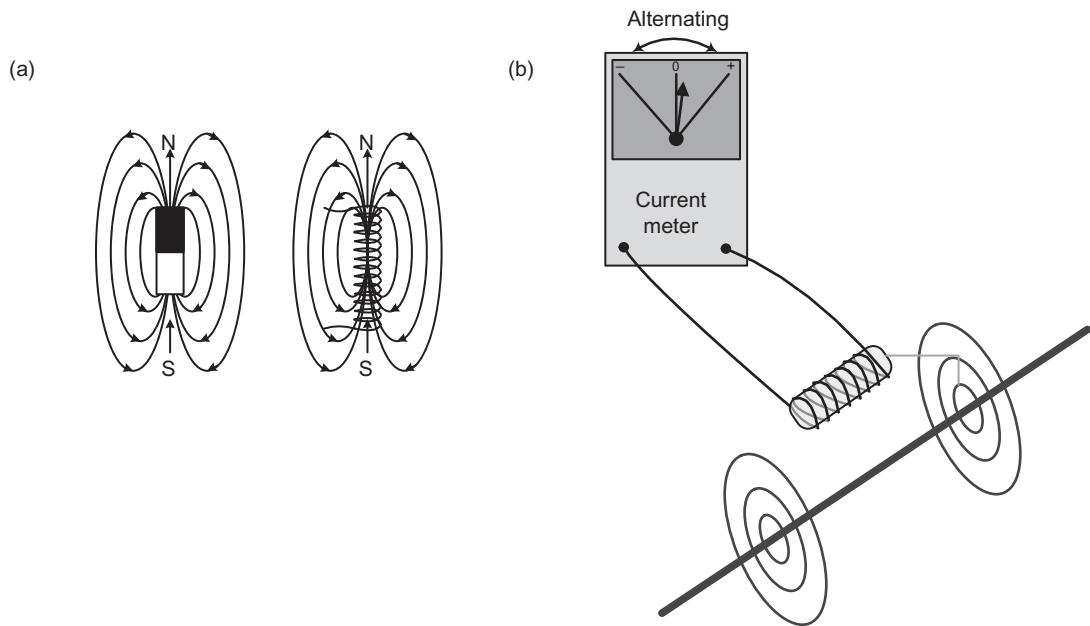 (a)
N
S
N
S
(b)
Alternating
– 0 +
Current
meter